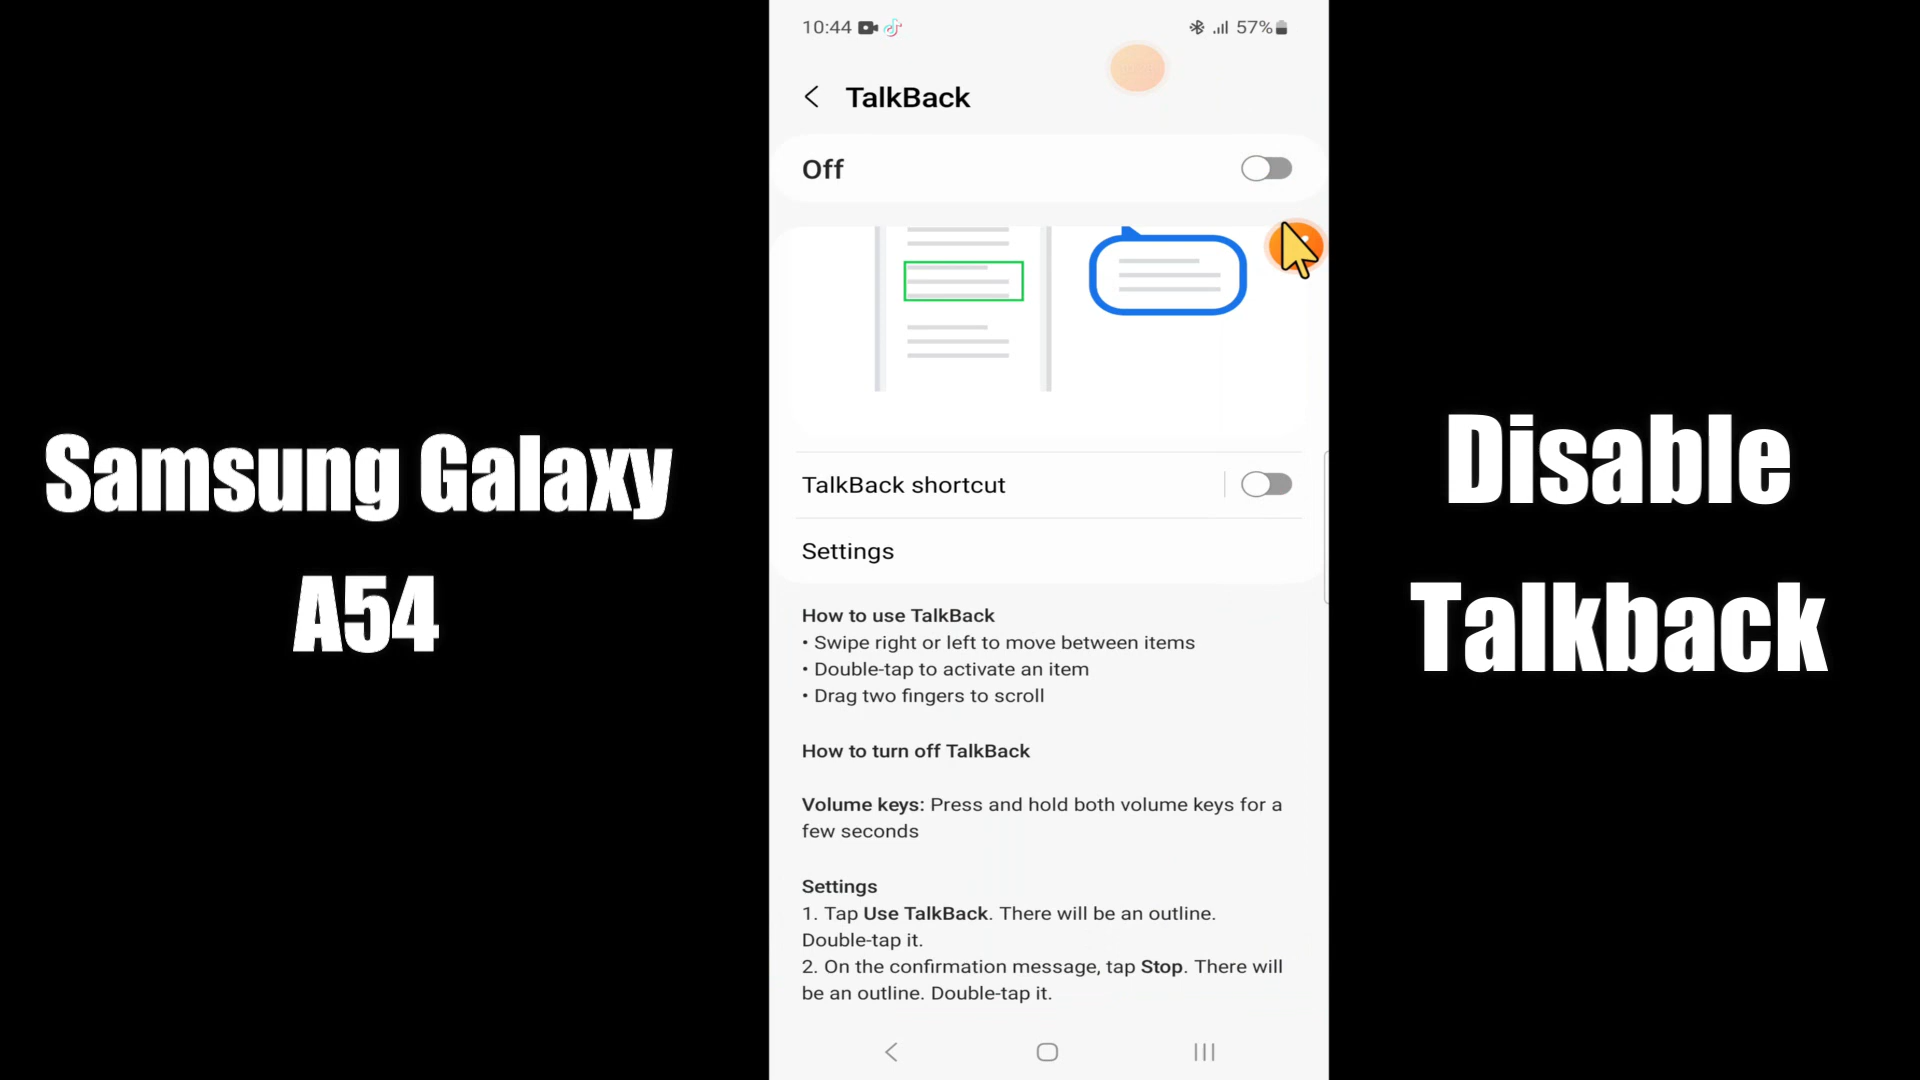 10:44
57%
TalkBack
Off
TalkBack shortcut
Settings
How to use TalkBack
• Swipe right or left to move between items
• Double-tap to activate an item
• Drag two fingers to scroll
How to turn off TalkBack
Volume keys: Press and hold both volume keys for a
few seconds
Settings
1. Tap Use TalkBack. There will be an outline.
Double-tap it.
2. On the confirmation message, tap Stop. There will
be an outline. Double-tap it.
Samsung Galaxy
A54
Disable
Talkback